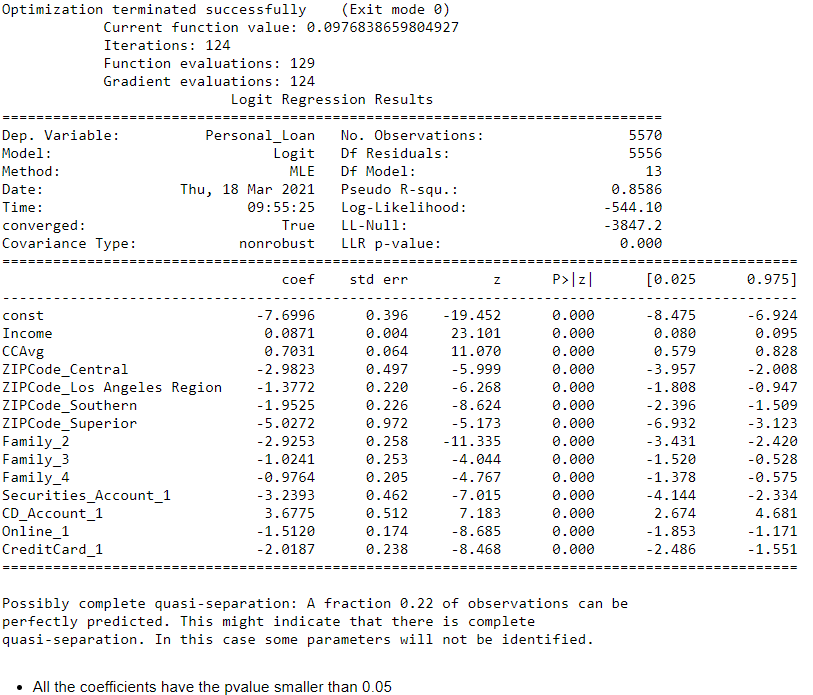 Optimization terminated successfully    (Exit mode 0)
            Current function value: 0.0976838659804927
            Iterations: 124
            Function evaluations: 129
            Gradient evaluations: 124
                           Logit Regression Results
==============================================================================
Dep. Variable:          Personal_Loan   No. Observations:                 5570
Model:                          Logit   Df Residuals:                     5556
Method:                           MLE   Df Model:                           13
Date:                Thu, 18 Mar 2021   Pseudo R-squ.:                  0.8586
Time:                        09:55:25   Log-Likelihood:                -544.10
converged:                       True   LL-Null:                       -3847.2
Covariance Type:            nonrobust   LLR p-value:                     0.000
==============================================================================================
                                 coef    std err          z      P>|z|      [0.025      0.975]
----------------------------------------------------------------------------------------------
const                         -7.6996      0.396    -19.452      0.000      -8.475      -6.924
Income                         0.0871      0.004     23.101      0.000       0.080       0.095
CCAvg                          0.7031      0.064     11.070      0.000       0.579       0.828
ZIPCode_Central               -2.9823      0.497     -5.999      0.000      -3.957      -2.008
ZIPCode_Los Angeles Region    -1.3772      0.220     -6.268      0.000      -1.808      -0.947
ZIPCode_Southern              -1.9525      0.226     -8.624      0.000      -2.396      -1.509
ZIPCode_Superior              -5.0272      0.972     -5.173      0.000      -6.932      -3.123
Family_2                      -2.9253      0.258    -11.335      0.000      -3.431      -2.420
Family_3                      -1.0241      0.253     -4.044      0.000      -1.520      -0.528
Family_4                      -0.9764      0.205     -4.767      0.000      -1.378      -0.575
Securities_Account_1          -3.2393      0.462     -7.015      0.000      -4.144      -2.334
CD_Account_1                   3.6775      0.512      7.183      0.000       2.674       4.681
Online_1                      -1.5120      0.174     -8.685      0.000      -1.853      -1.171
CreditCard_1                  -2.0187      0.238     -8.468      0.000      -2.486      -1.551
==============================================================================================
Possibly complete quasi-separation: A fraction 0.22 of observations can be
perfectly predicted. This might indicate that there is complete
quasi-separation. In this case some parameters will not be identified.
• All the coefficients have the pvalue smaller than 0.05